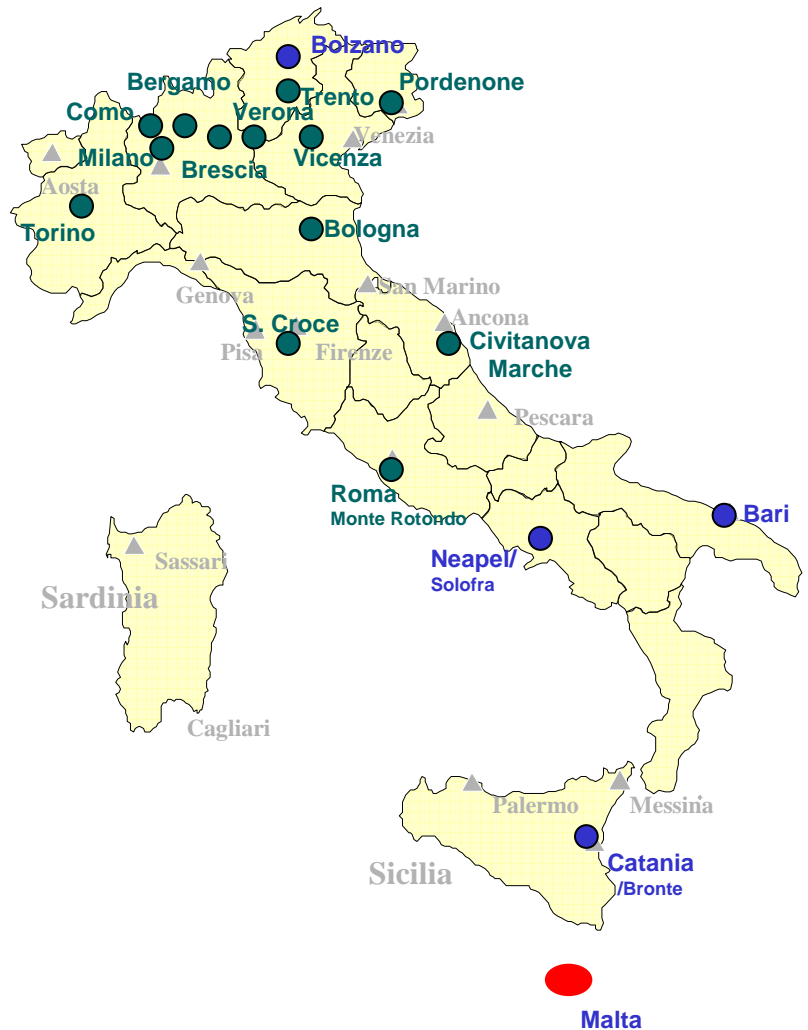 Bolzano
Bergamo
Pordenone
Trento
Como
Verona
Venezia
Milano
Vicenza
Brescia
Aosta
Torino
Bologna
Genova
San Marino
S. Croce
Ancona
Pisa
Firenze
Civitanova
Marche
Pescara
Roma
Monte Rotondo
Bari
Neapel/
Solofra
Sassari
Sardinia
Cagliari
Palermo
Messina
Catania
/Bronte
Sicilia
Malta